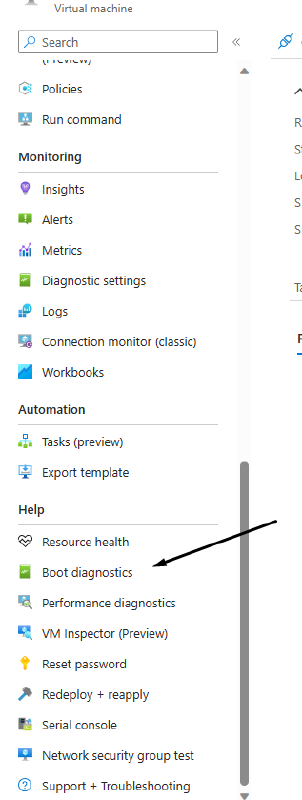 Virtual machine
Search
(Preview)
Policies
Run command
Monitoring
Insights
Alerts
Metrics
Diagnostic settings
Logs
Connection monitor (classic)
Workbooks
Automation
Tasks (preview)
Export template
Help
Resource health
Boot diagnostics
Performance diagnostics
VM Inspector (Preview)
Reset password
Redeploy + reapply
Serial console
Network security group test
Support + Troubleshooting